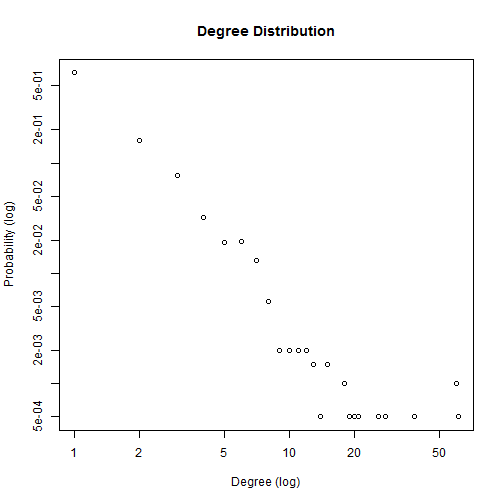 Degree Distribution
Probability (log)
5e-01
2e-01
5e-02
2e-02
5e-03
2e-03
5e-04
1 2 5 10 20 50
Degree (log)